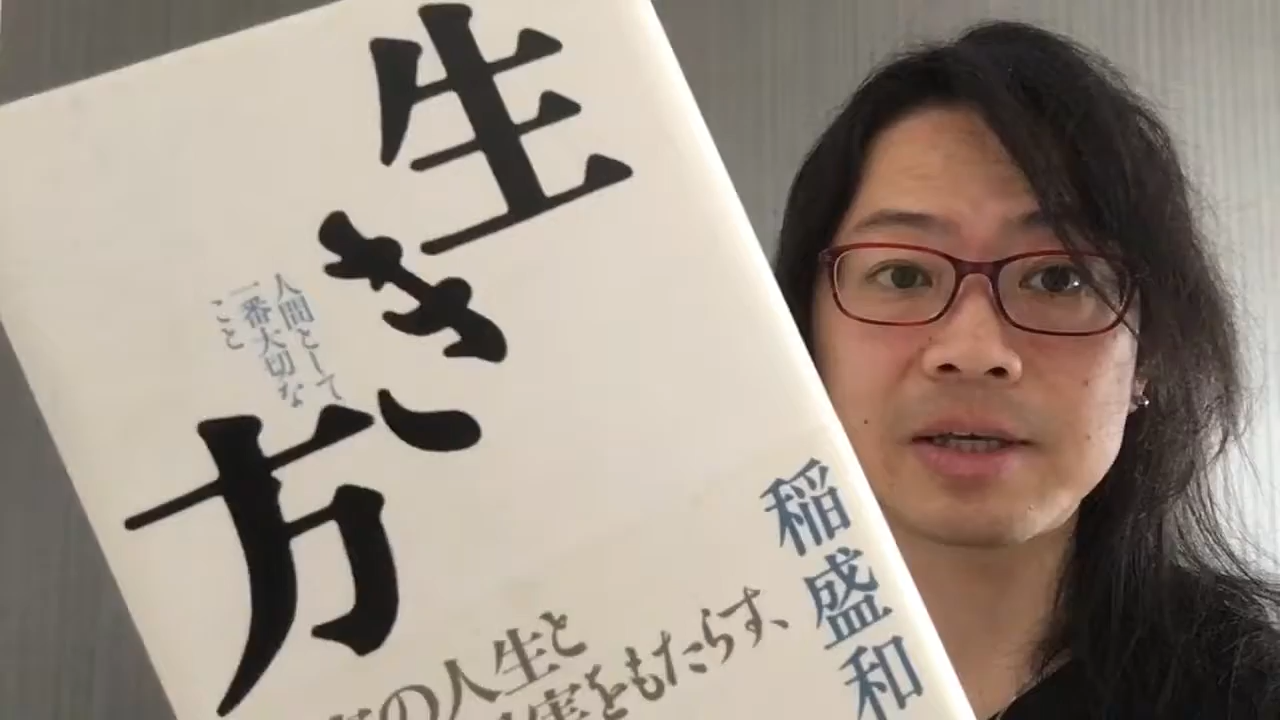 生き方
人間として
一番大切な
こと
稲盛和
の人生と
実をもたらす、